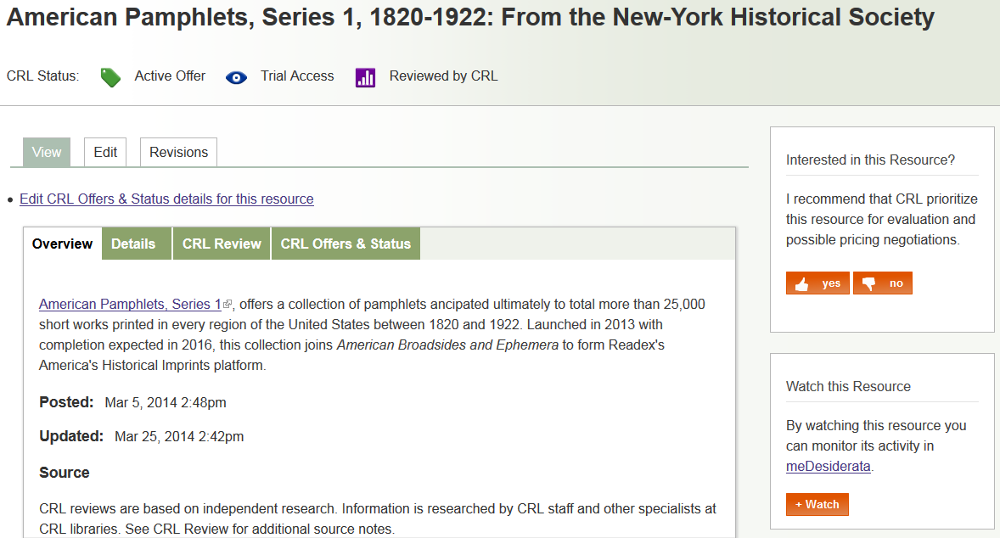 American Pamphlets, Series 1, 1820-1922: From the New-York Historical Society
CRL Status: Active Offer Trial Access Reviewed by CRL
View Edit Revisions
Edit CRL Offers & Status details for this resource
Overview Details CRL Review CRL Offers & Status
American Pamphlets, Series 1, offers a collection of pamphlets ancipated ultimately to total more than 25,000
short works printed in every region of the United States between 1820 and 1922. Launched in 2013 with
completion expected in 2016, this collection joins American Broadsides and Ephemera to form Readex's
America's Historical Imprints platform.
Posted: Mar 5, 2014 2:48pm
Updated: Mar 25, 2014 2:42pm
Source
CRL reviews are based on independent research. Information is researched by CRL staff and other specialists at
CRL libraries. See CRL Review for additional source notes.
Interested in this Resource?
I recommend that CRL prioritize
this resource for evaluation and
possible pricing negotiations.
yes no
Watch this Resource
By watching this resource you
can monitor its activity in
meDesiderata.
+ Watch